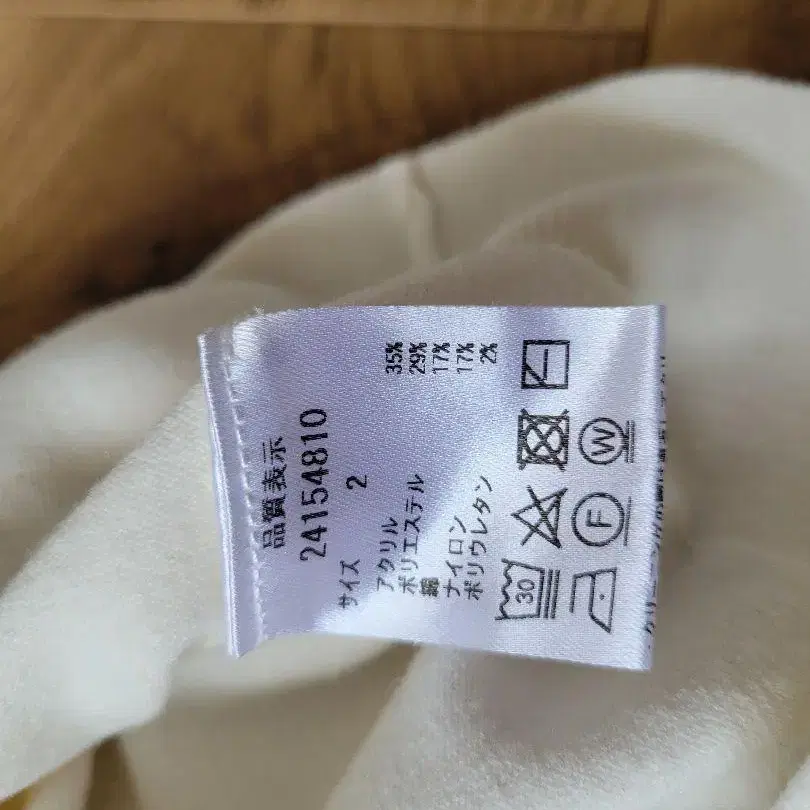 品質表示
24154810
サイズ 2
アクリル 35%
ポリエステル 29%
綿 17%
ナイロン 17%
ポリウレタン 2%
30
F W